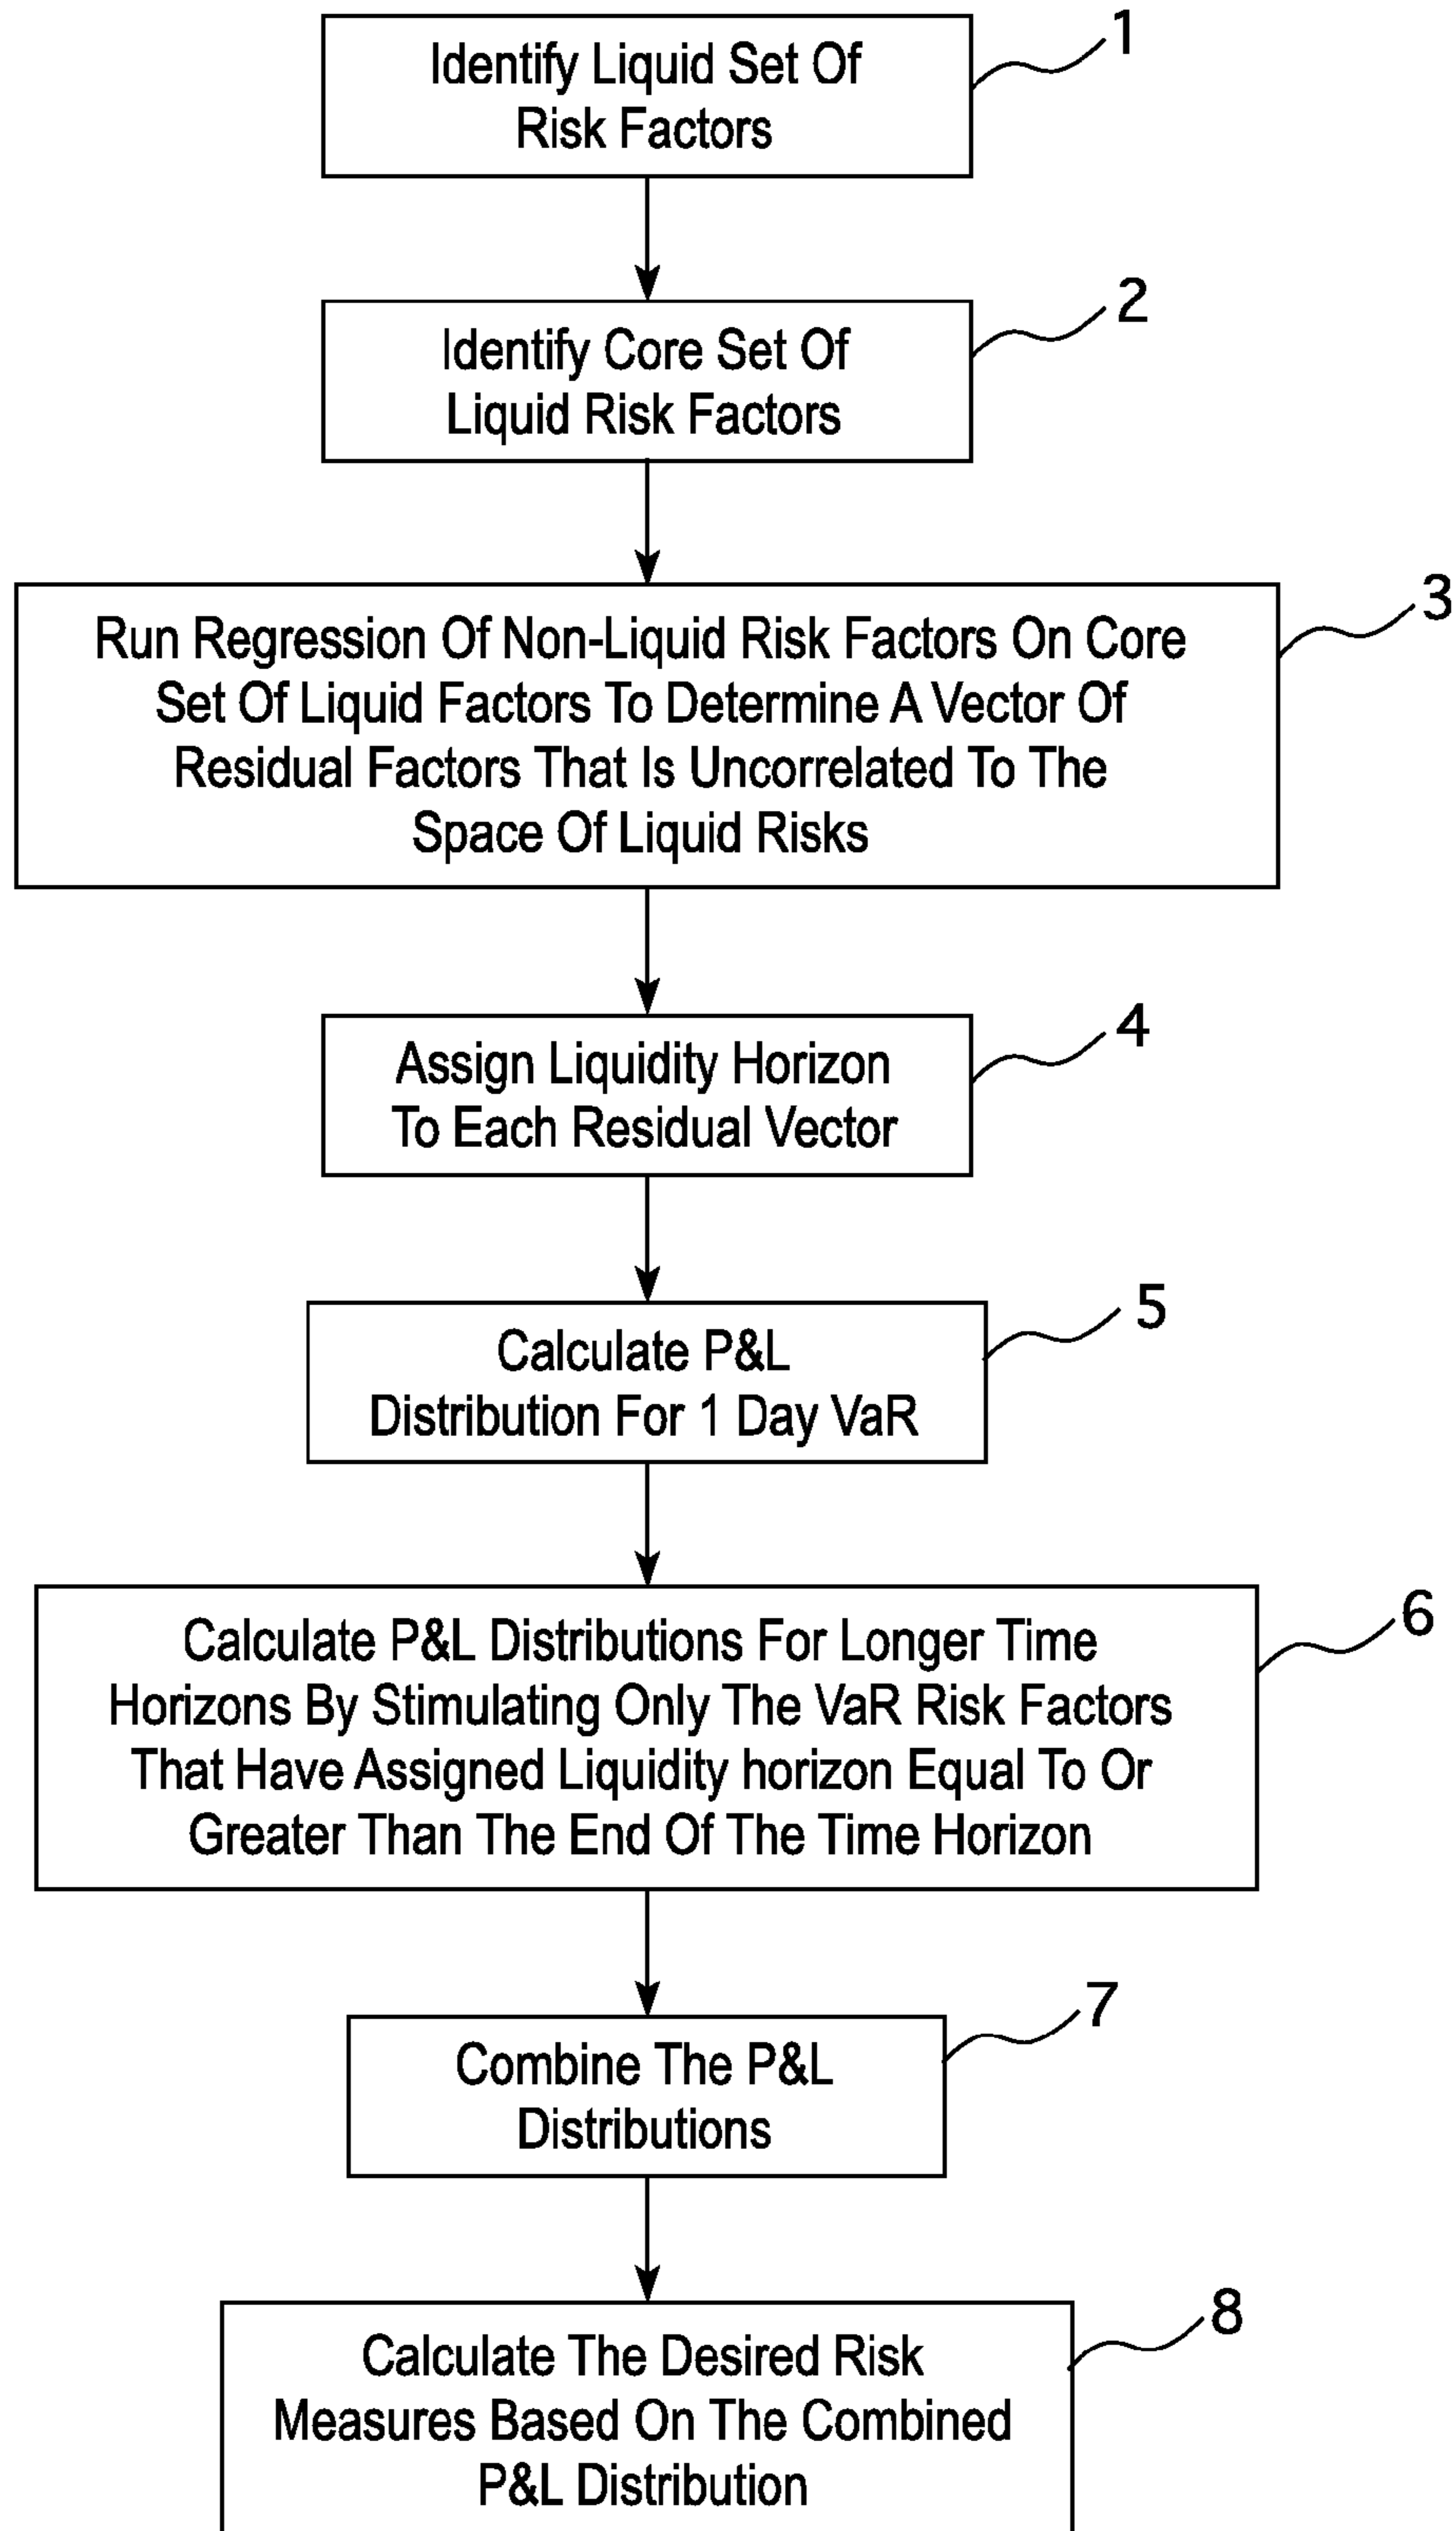 Identify Liquid Set Of
Risk Factors
1
Identify Core Set Of
Liquid Risk Factors
2
Run Regression Of Non-Liquid Risk Factors On Core
Set Of Liquid Factors To Determine A Vector Of
Residual Factors That Is Uncorrelated To The
Space Of Liquid Risks
3
Assign Liquidity Horizon
To Each Residual Vector
4
Calculate P&L
Distribution For 1 Day VaR
5
Calculate P&L Distributions For Longer Time
Horizons By Stimulating Only The VaR Risk Factors
That Have Assigned Liquidity horizon Equal To Or
Greater Than The End Of The Time Horizon
6
Combine The P&L
Distributions
7
Calculate The Desired Risk
Measures Based On The Combined
P&L Distribution
8